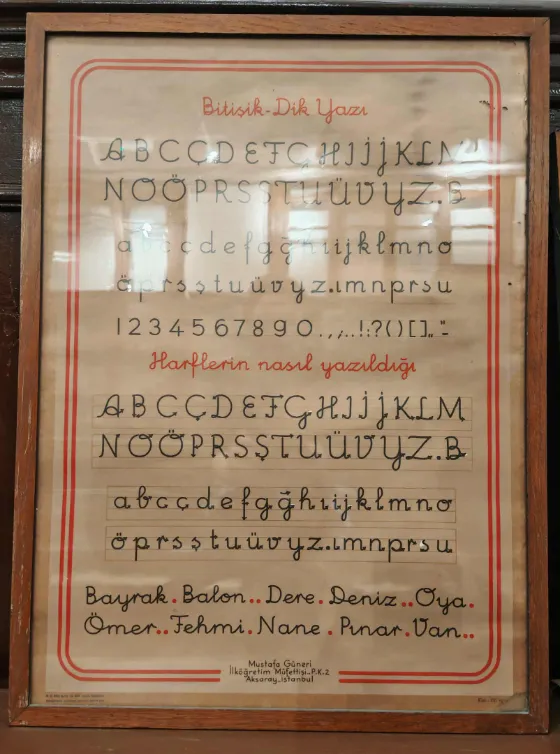 Bitişik-Dik Yazı
A B C Ç D E F G H I J j K L M
N O Ö P R S Ş T U Ü V Y Z . B
a b c ç d e f g ğ h ı i j k l m n o
ö p r s ş t u ü v y z . ı m n p r s u
1 2 3 4 5 6 7 8 9 0 . , ; . . ! : ? ( ) [ ] „ " -
Harflerin nasıl yazıldığı
A B C Ç D E F G H I J j K L M
N O Ö P R S Ş T U Ü V Y Z . B
a b c ç d e f g ğ h ı i j k l m n o
ö p r s ş t u ü v y z . ı m n p r s u
Bayrak . Balon .. Dere . Deniz .. Oya .
Ömer .. Fehmi . Nane . Pınar . Van ..
Mustafa Güneri
İlköğretim Müfettişi-P.K.2
Aksaray-İstanbul